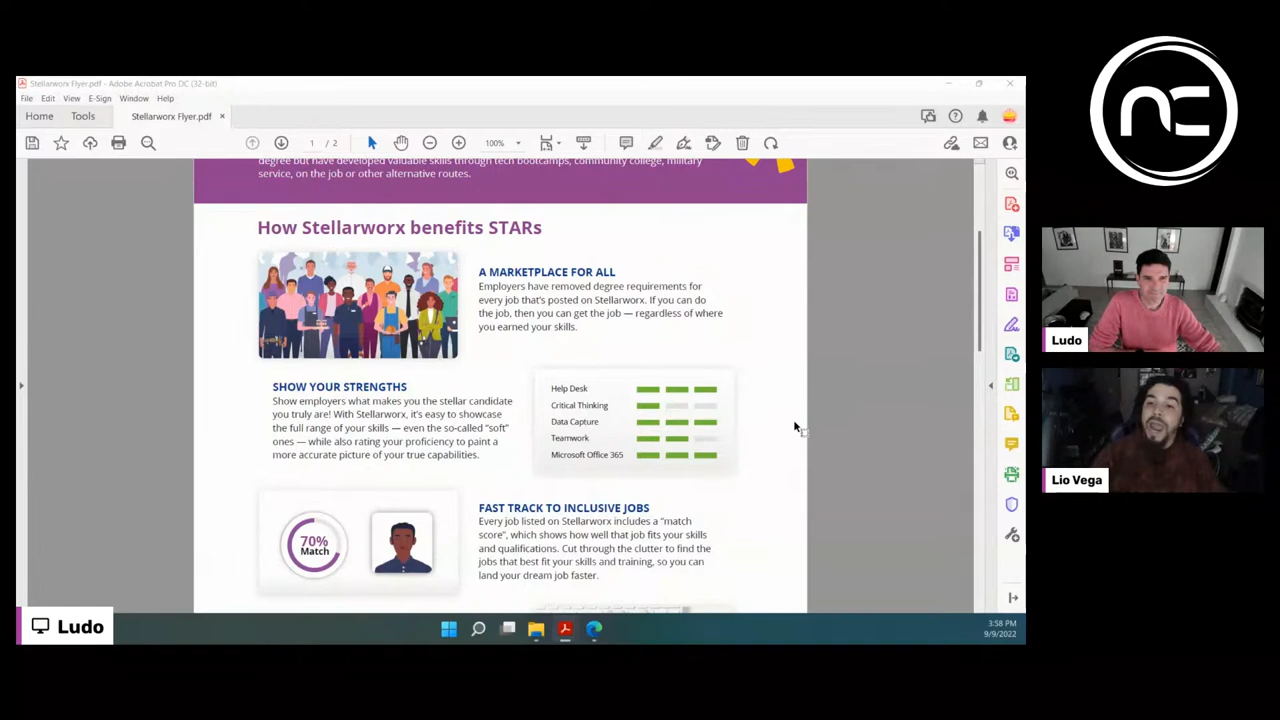 Stellarworx Flyer.pdf - Adobe Acrobat Pro DC (32-bit)
File Edit View E-Sign Window Help
Home Tools Stellarworx Flyer.pdf ×
1 / 2 100%
degree but have developed valuable skills through tech bootcamps, community college, military
service, on the job or other alternative routes.
How Stellarworx benefits STARs
A MARKETPLACE FOR ALL
Employers have removed degree requirements for
every job that's posted on Stellarworx. If you can do
the job, then you can get the job — regardless of where
you earned your skills.
SHOW YOUR STRENGTHS
Show employers what makes you the stellar candidate
you truly are! With Stellarworx, it's easy to showcase
the full range of your skills — even the so-called "soft"
ones — while also rating your proficiency to paint a
more accurate picture of your true capabilities.
Help Desk
Critical Thinking
Data Capture
Teamwork
Microsoft Office 365
70%
Match
FAST TRACK TO INCLUSIVE JOBS
Every job listed on Stellarworx includes a "match
score", which shows how well that job fits your skills
and qualifications. Cut through the clutter to find the
jobs that best fit your skills and training, so you can
land your dream job faster.
3:58 PM
9/9/2022
Ludo
nc
Ludo
Lio Vega